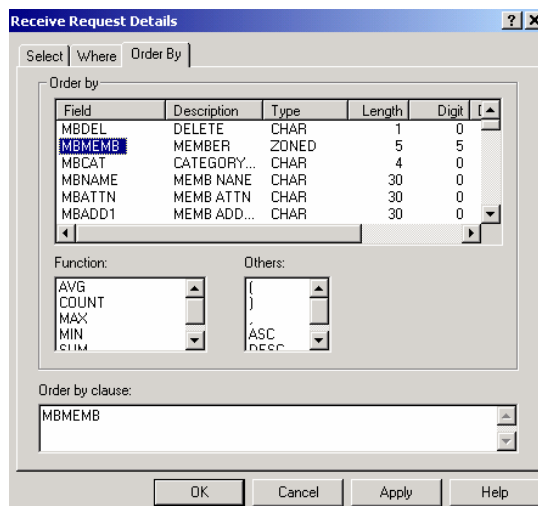 Receive Request Details
Select Where Order By
Order by
Field Description Type Length Digit
MBDEL DELETE CHAR 1 0
MBMEMB MEMBER ZONED 5 5
MBCAT CATEGORY... CHAR 4 0
MBNAME MEMB NANE CHAR 30 0
MBATTN MEMB ATTN CHAR 30 0
MBADD1 MEMB ADD... CHAR 30 0
Function: Others:
AVG (
COUNT )
MAX ,
MIN ASC
SUM DESC
Order by clause:
MBMEMB
OK Cancel Apply Help